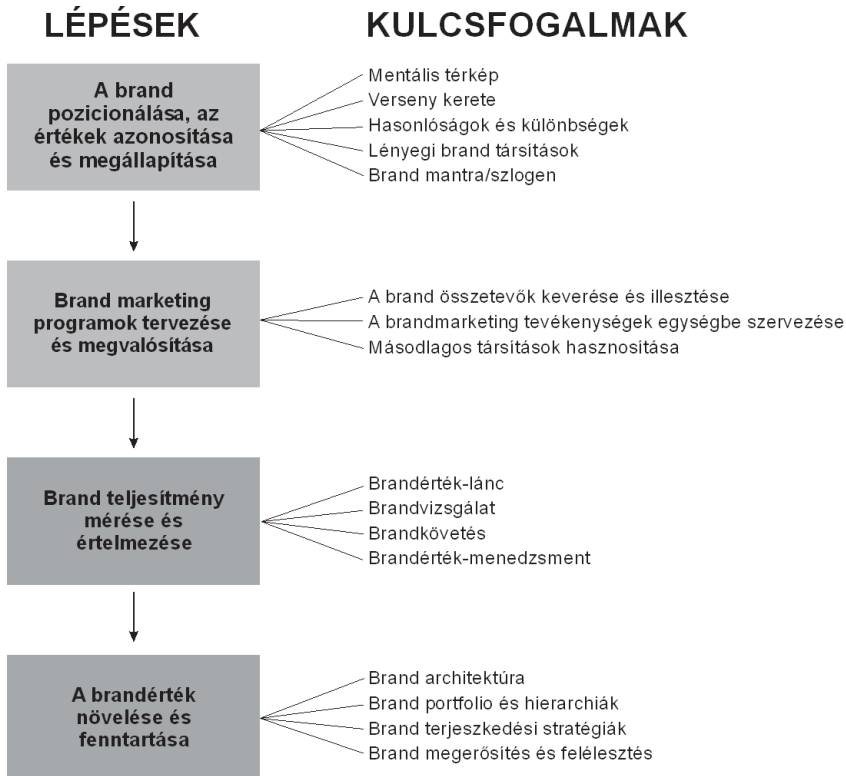 LÉPÉSEK
KULCSFOGALMAK
A brand
pozicionálása, az
értékek azonosítása
és megállapítása
Mentális térkép
Verseny kerete
Hasonlóságok és különbségek
Lényegi brand társítások
Brand mantra/szlogen
Brand marketing
programok tervezése
és megvalósítása
A brand összetevők keverése és illesztése
A brandmarketing tevékenységek egységbe szervezése
Másodlagos társítások hasznosítása
Brand teljesítmény
mérése és
értelmezése
Brandérték-lánc
Brandvizsgálat
Brandkövetés
Brandérték-menedzsment
A brandérték
növelése és
fenntartása
Brand architektúra
Brand portfolio és hierarchiák
Brand terjeszkedési stratégiák
Brand megerősítés és felélesztés